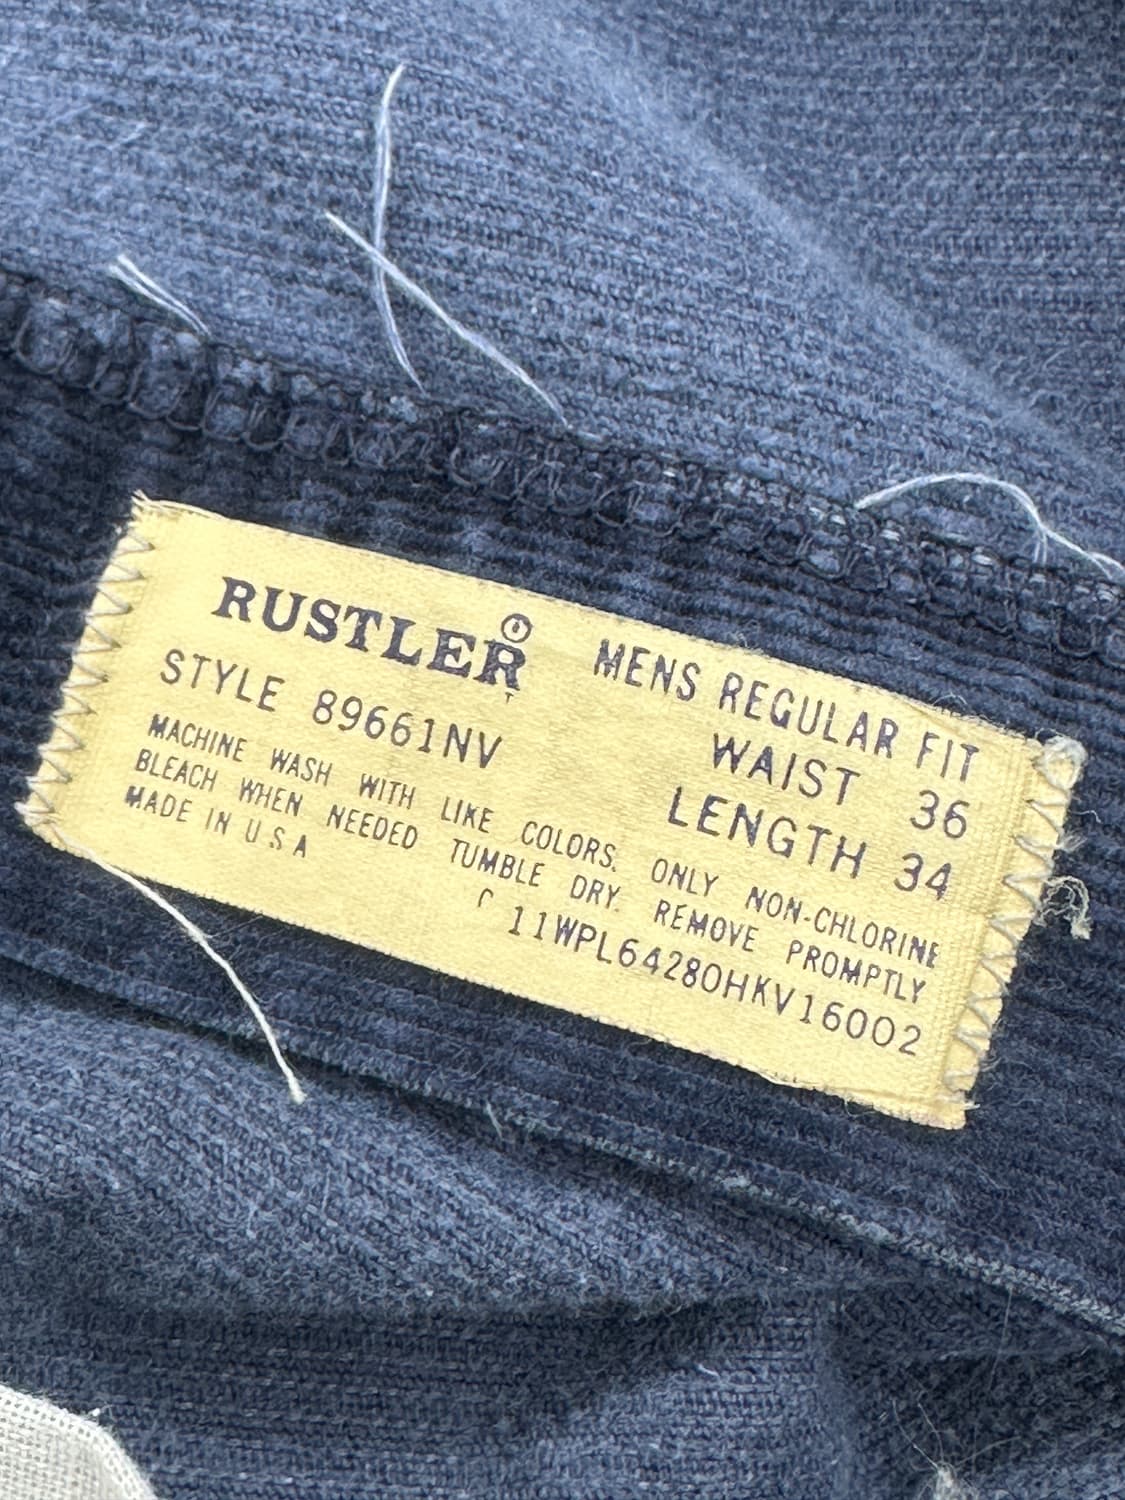 RUSTLER
MENS REGULAR FIT
STYLE 89661NV
WAIST 36
LENGTH 34
MACHINE WASH WITH LIKE COLORS. ONLY NON-CHLORINE
BLEACH WHEN NEEDED TUMBLE DRY. REMOVE PROMPTLY
MADE IN U.S.A
11WPL64280HKV16002